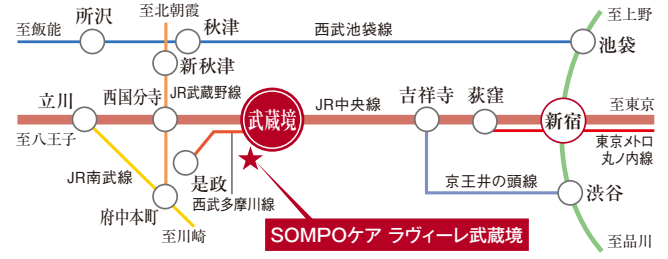 至飯能
所沢
至北朝霞
秋津
西武池袋線
至上野
池袋
新秋津
JR武蔵野線
立川
西国分寺
武蔵境
JR中央線
吉祥寺
荻窪
新宿
至東京
至八王子
東京メトロ
丸ノ内線
JR南武線
是政
西武多摩川線
京王井の頭線
渋谷
府中本町
至川崎
SOMPOケア ラヴィーレ武蔵境
至品川